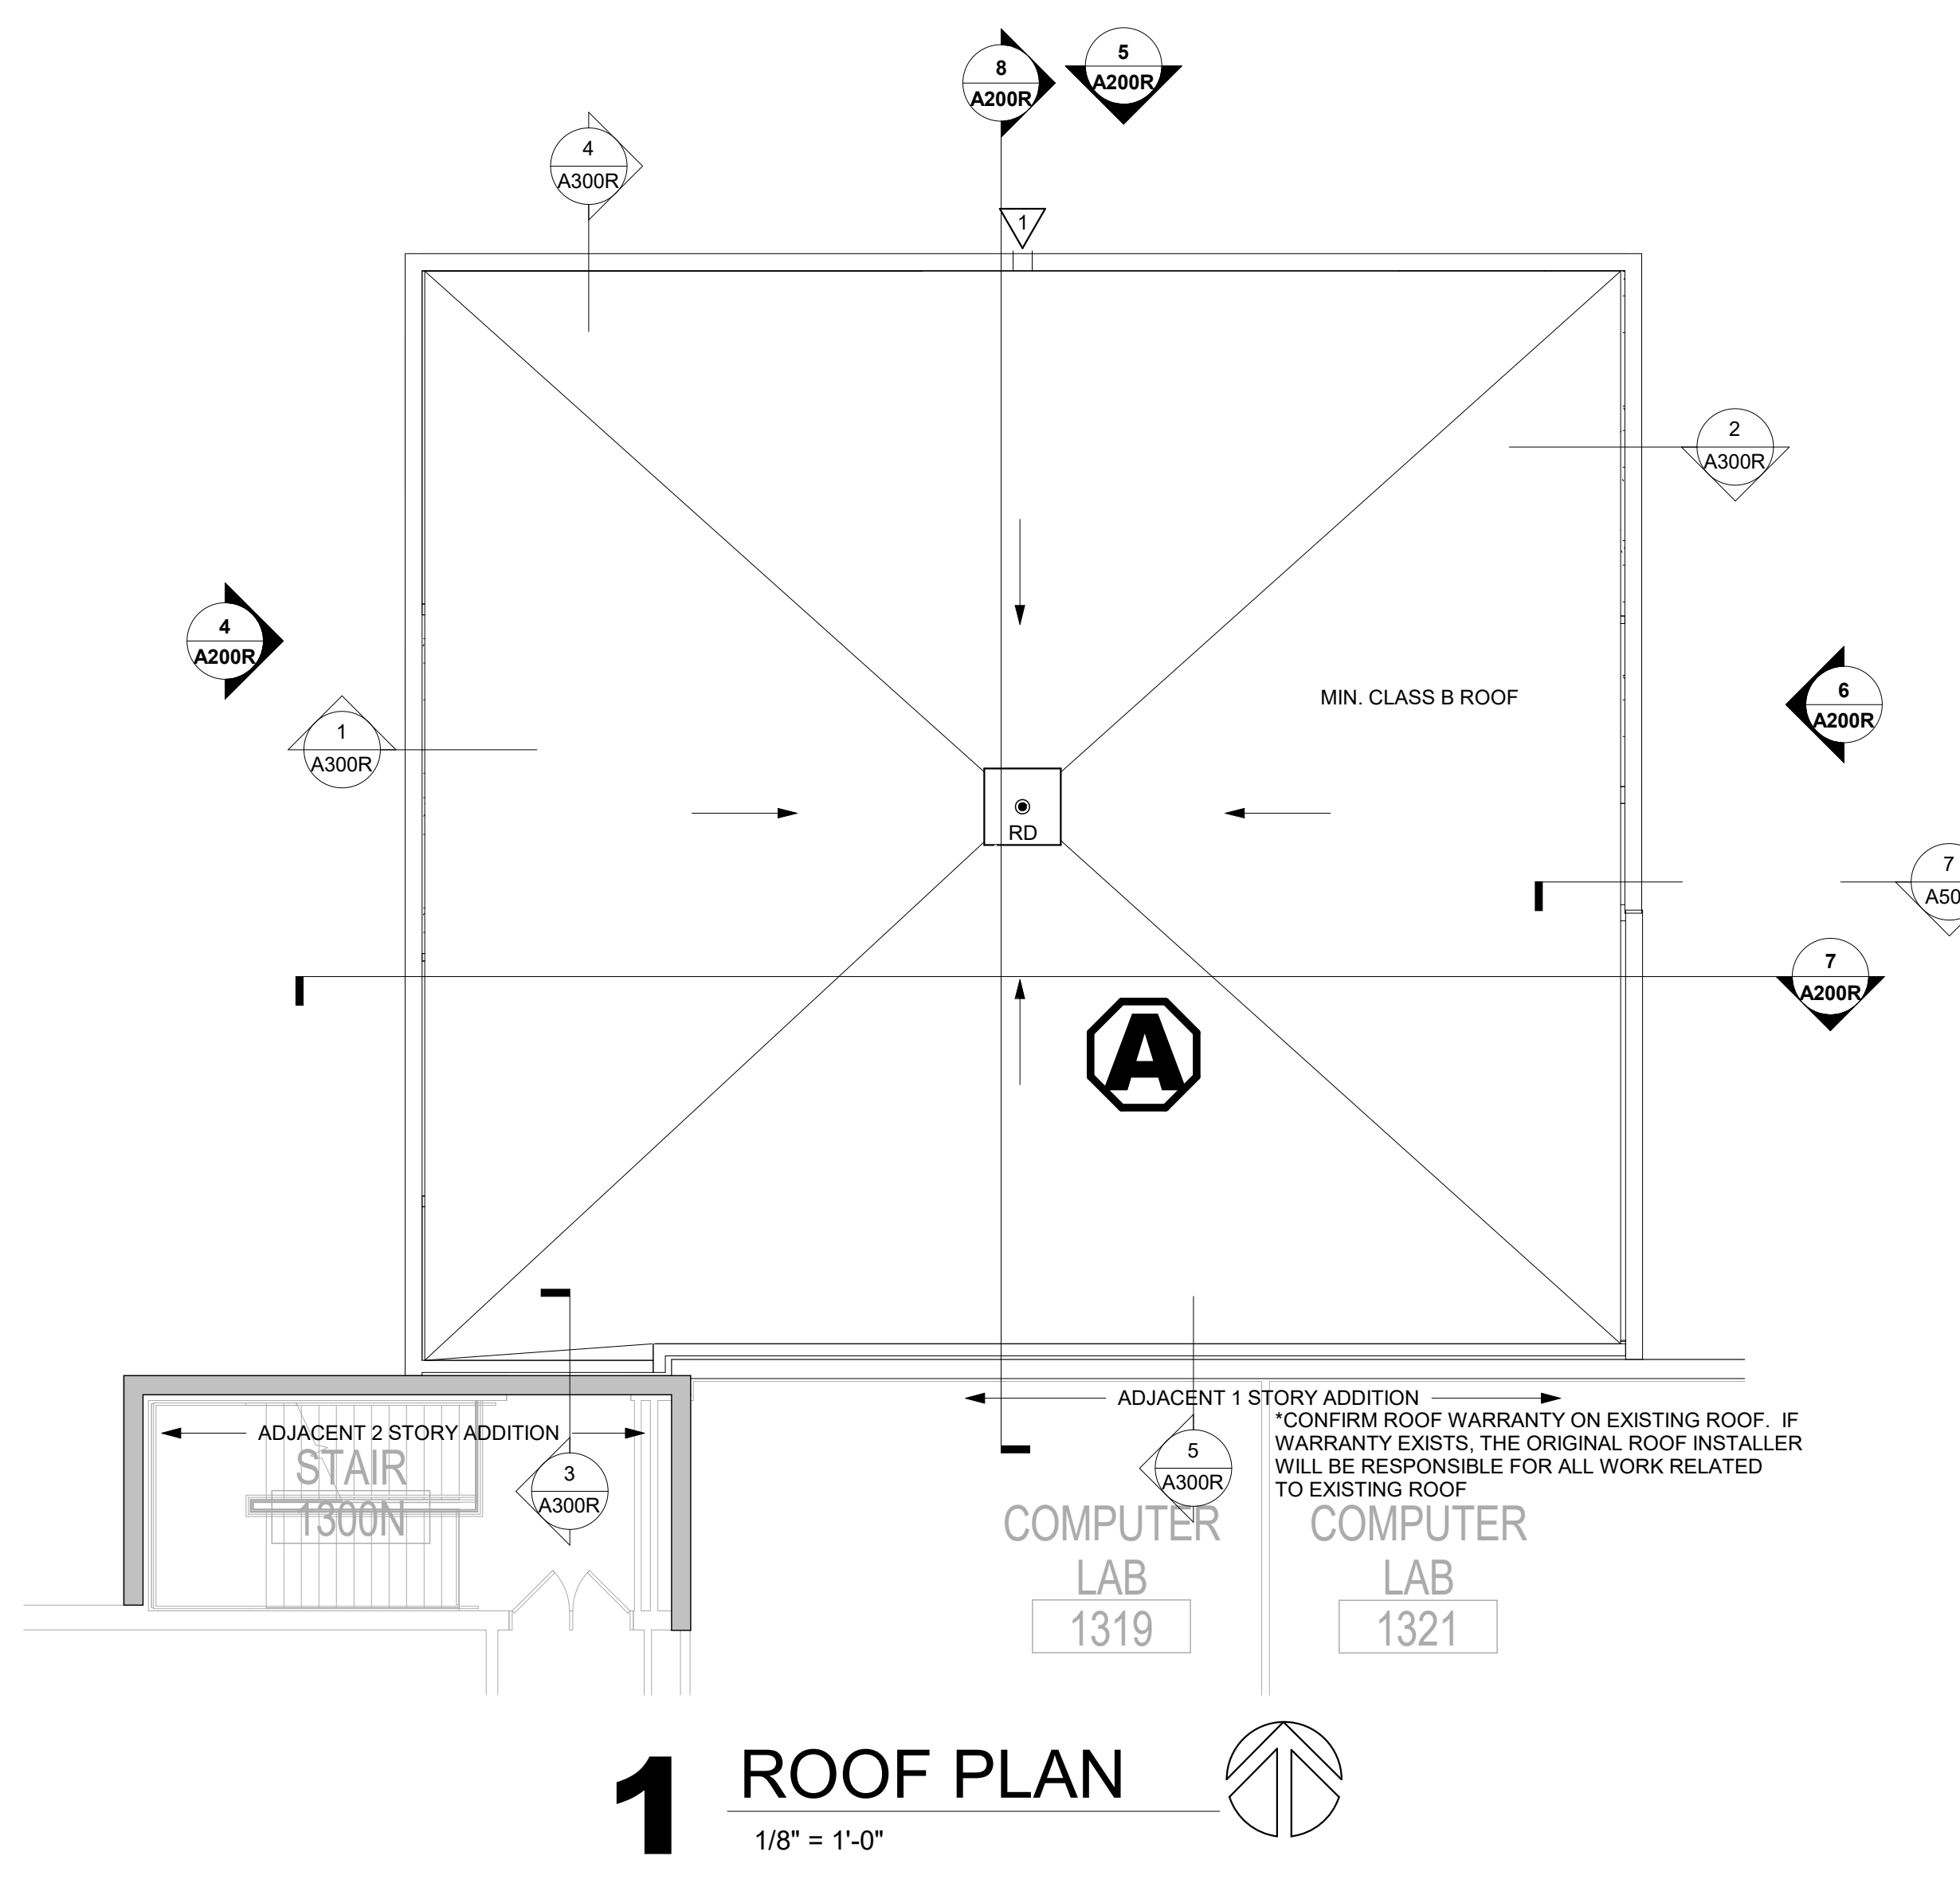 8
A200R
5
A200R
4
A300R
1
2
A300R
4
A200R
MIN. CLASS B ROOF
6
A200R
1
A300R
RD
7
A50
7
A200R
A
ADJACENT 1 STORY ADDITION
*CONFIRM ROOF WARRANTY ON EXISTING ROOF. IF
WARRANTY EXISTS, THE ORIGINAL ROOF INSTALLER
WILL BE RESPONSIBLE FOR ALL WORK RELATED
TO EXISTING ROOF
ADJACENT 2 STORY ADDITION
STAIR
1300N
3
A300R
5
A300R
COMPUTER
LAB
1319
COMPUTER
LAB
1321
1
ROOF PLAN
1/8" = 1'-0"